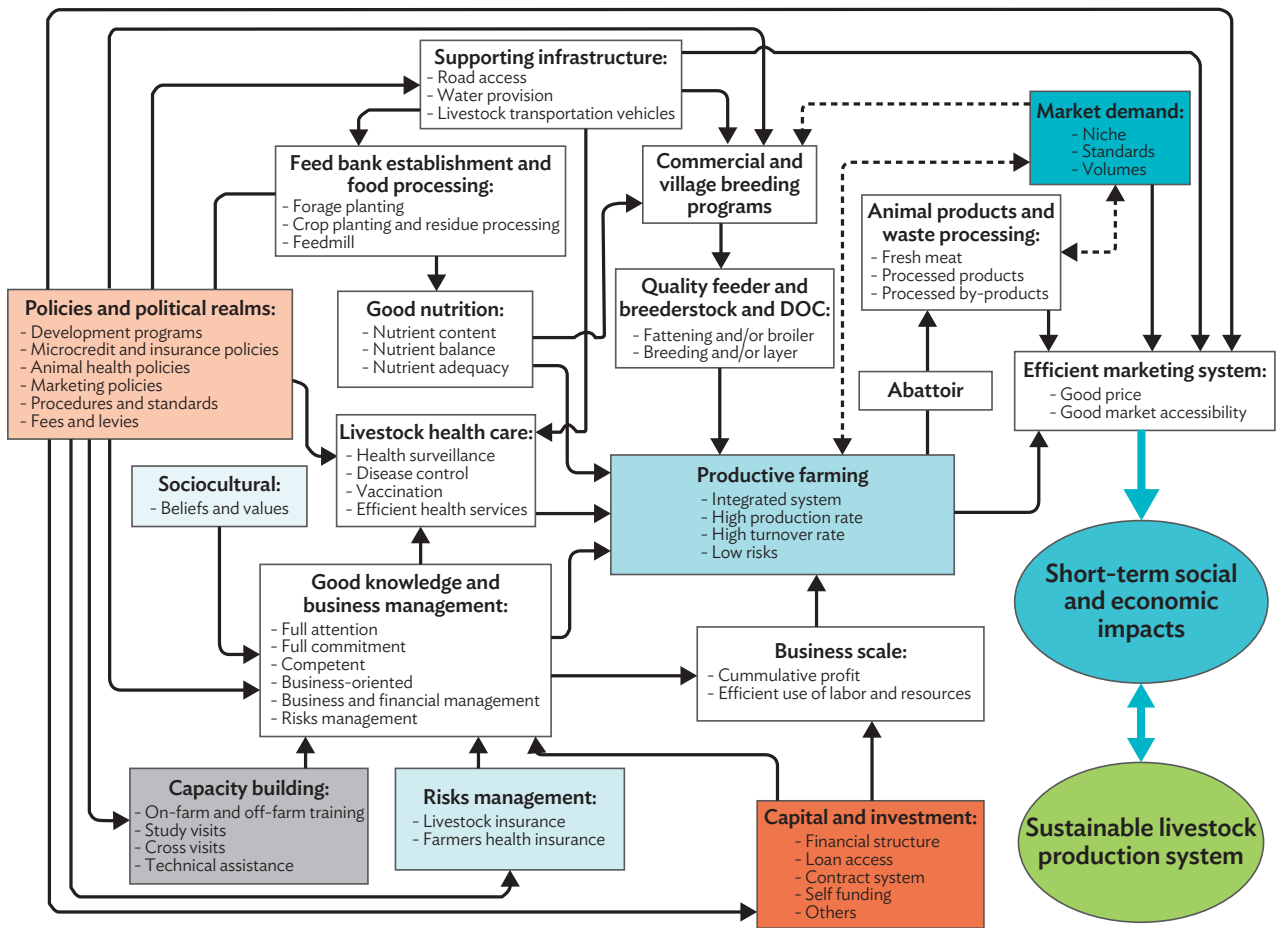 Supporting infrastructure:
- Road access
- Water provision
- Livestock transportation vehicles
Market demand:
- Niche
- Standards
- Volumes
Feed bank establishment and
food processing:
- Forage planting
- Crop planting and residue processing
- Feedmill
Commercial and
village breeding
programs
Animal products and
waste processing:
- Fresh meat
- Processed products
- Processed by-products
Policies and political realms:
- Development programs
- Microcredit and insurance policies
- Animal health policies
- Marketing policies
- Procedures and standards
- Fees and levies
Good nutrition:
- Nutrient content
- Nutrient balance
- Nutrient adequacy
Quality feeder and
breederstock and DOC:
- Fattening and/or broiler
- Breeding and/or layer
Abattoir
Efficient marketing system:
- Good price
- Good market accessibility
Livestock health care:
- Health surveillance
- Disease control
- Vaccination
- Efficient health services
Sociocultural:
- Beliefs and values
Productive farming
- Integrated system
- High production rate
- High turnover rate
- Low risks
Short-term social
and economic
impacts
Good knowledge and
business management:
- Full attention
- Full commitment
- Competent
- Business-oriented
- Business and financial management
- Risks management
Business scale:
- Cummulative profit
- Efficient use of labor and resources
Capacity building:
- On-farm and off-farm training
- Study visits
- Cross visits
- Technical assistance
Risks management:
- Livestock insurance
- Farmers health insurance
Capital and investment:
- Financial structure
- Loan access
- Contract system
- Self funding
- Others
Sustainable livestock
production system